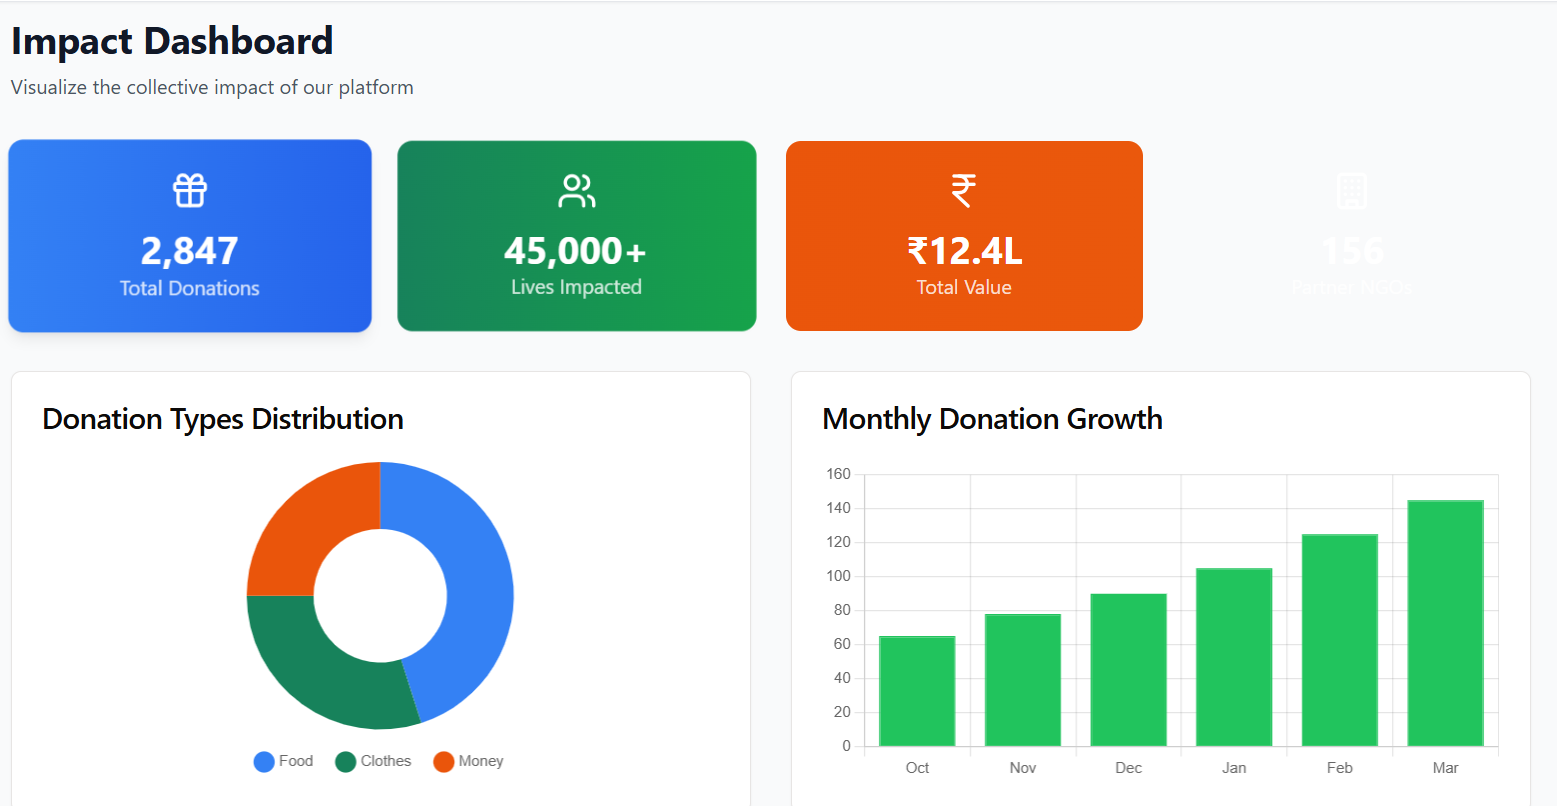 Impact Dashboard
Visualize the collective impact of our platform
2,847
Total Donations
45,000+
Lives Impacted
₹12.4L
Total Value
156
Partner NGOs
Donation Types Distribution
Food Clothes Money
Monthly Donation Growth
160
140
120
100
80
60
40
20
0
Oct Nov Dec Jan Feb Mar